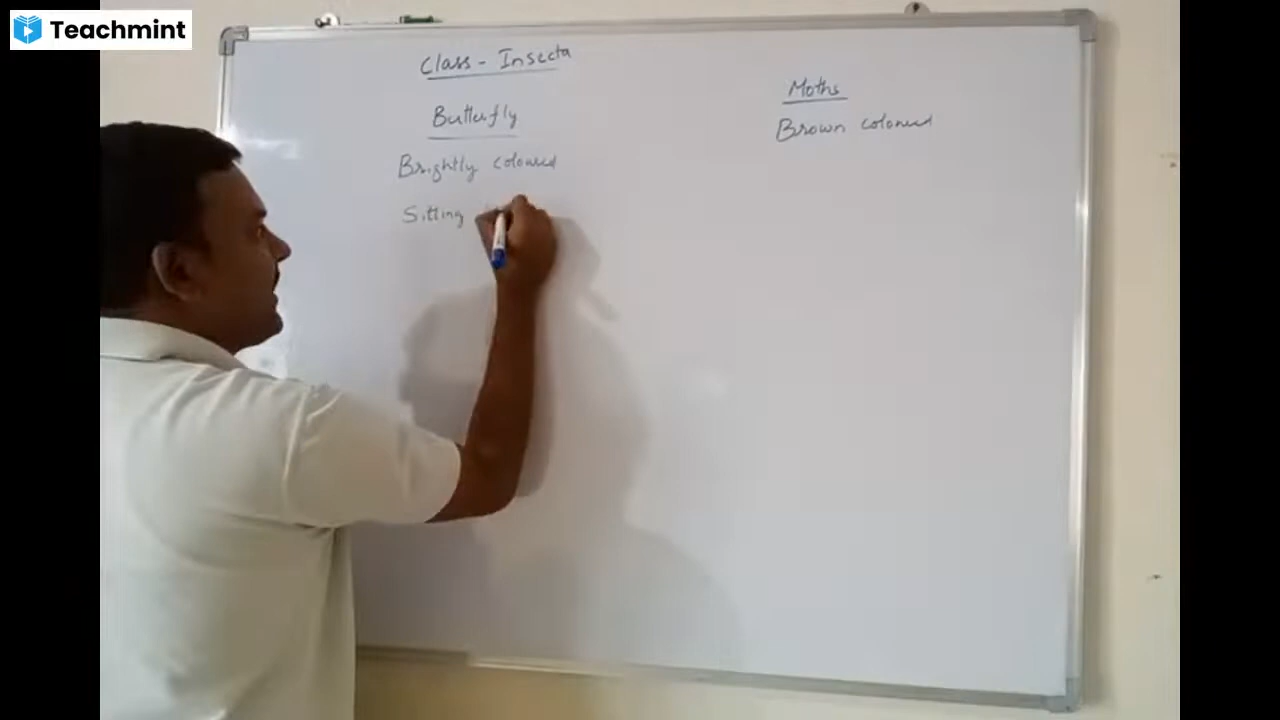 Teachmint
Class - Insecta
Butterfly
Brightly coloured
Sitting
Moths
Brown coloured